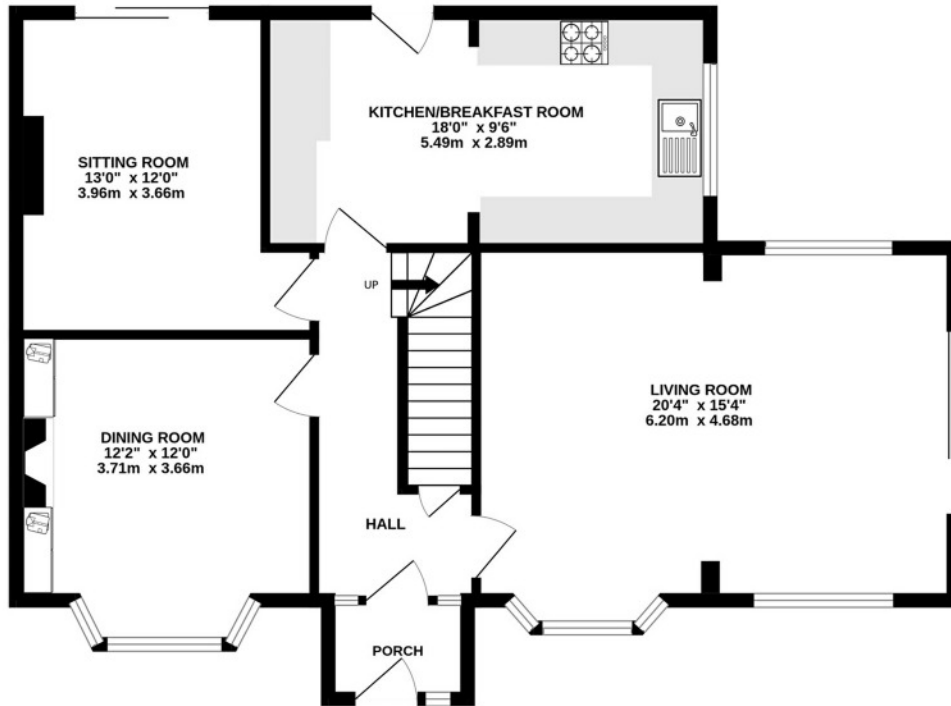 KITCHEN/BREAKFAST ROOM
18'0" x 9'6"
5.49m x 2.89m
SITTING ROOM
13'0" x 12'0"
3.96m x 3.66m
UP
LIVING ROOM
20'4" x 15'4"
6.20m x 4.68m
DINING ROOM
12'2" x 12'0"
3.71m x 3.66m
HALL
PORCH